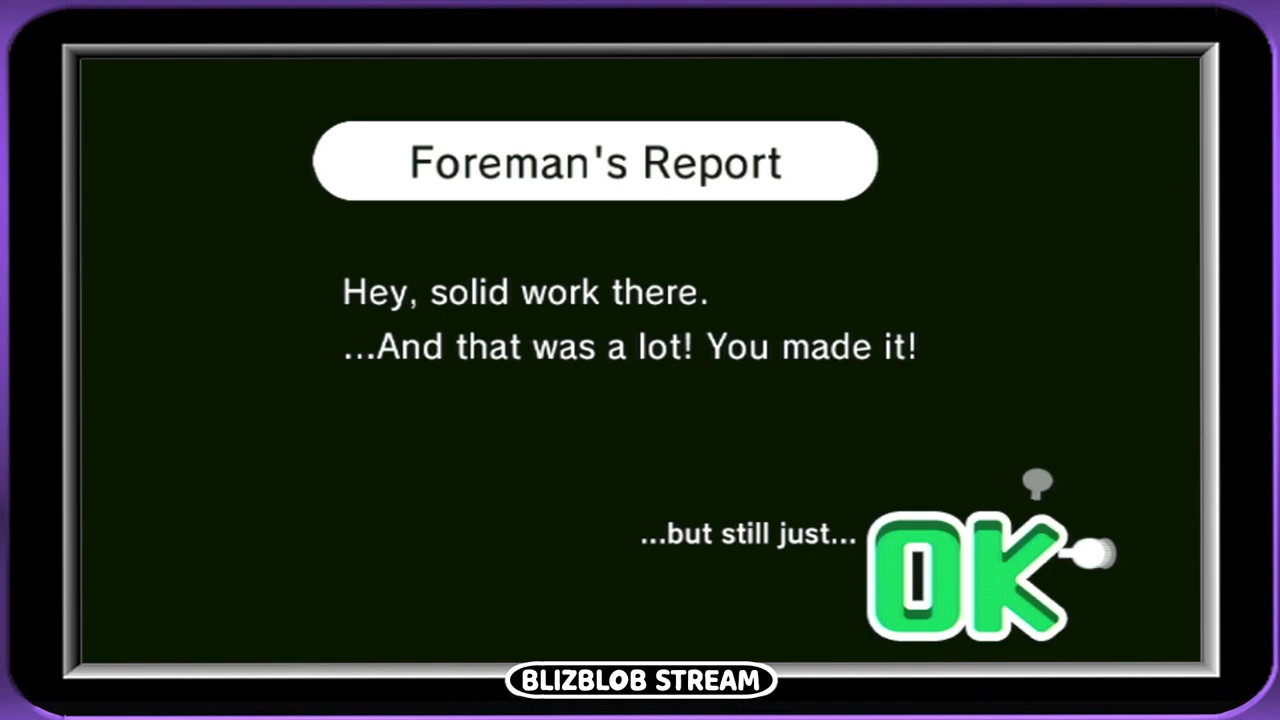 Foreman's Report
Hey, solid work there.
...And that was a lot! You made it!
...but still just...
OK
BLIZBLOB STREAM